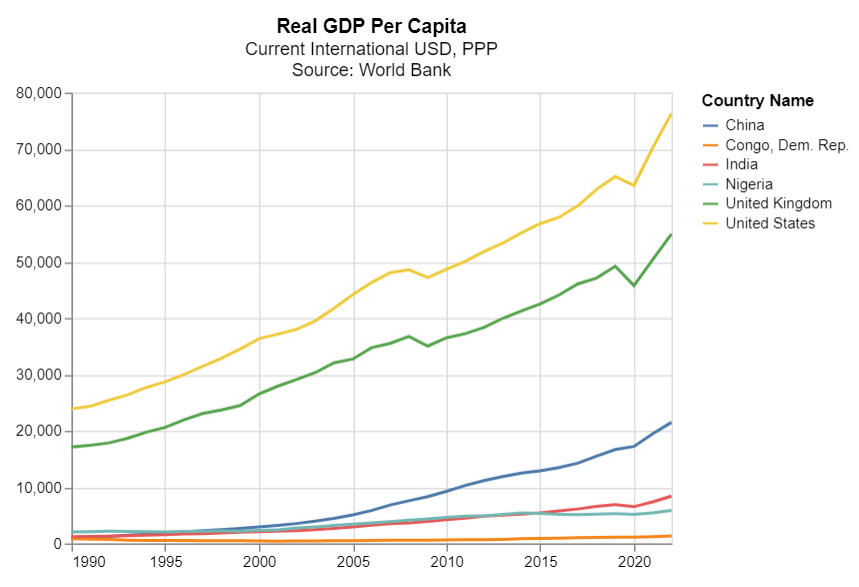 Real GDP Per Capita
Current International USD, PPP
Source: World Bank
80,000
70,000
60,000
50,000
40,000
30,000
20,000
10,000
0
1990
1995
2000
2005
2010
2015
2020
Country Name
China
Congo, Dem. Rep.
India
Nigeria
United Kingdom
United States